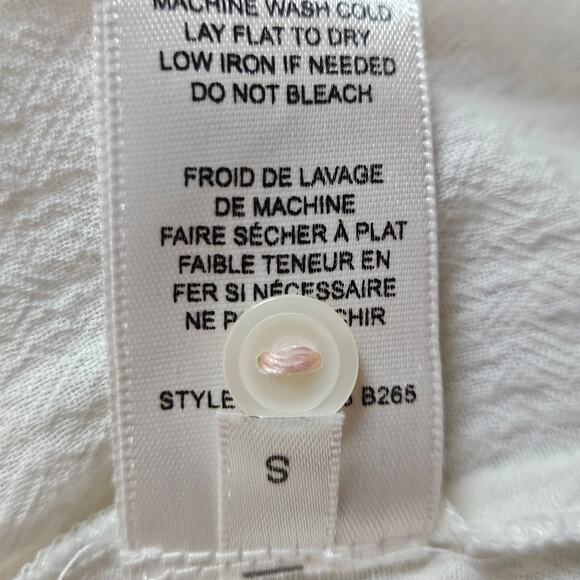 MACHINE WASH COLD
LAY FLAT TO DRY
LOW IRON IF NEEDED
DO NOT BLEACH
FROID DE LAVAGE
DE MACHINE
FAIRE SÉCHER À PLAT
FAIBLE TENEUR EN
FER SI NÉCESSAIRE
NE
STYLE B265
S